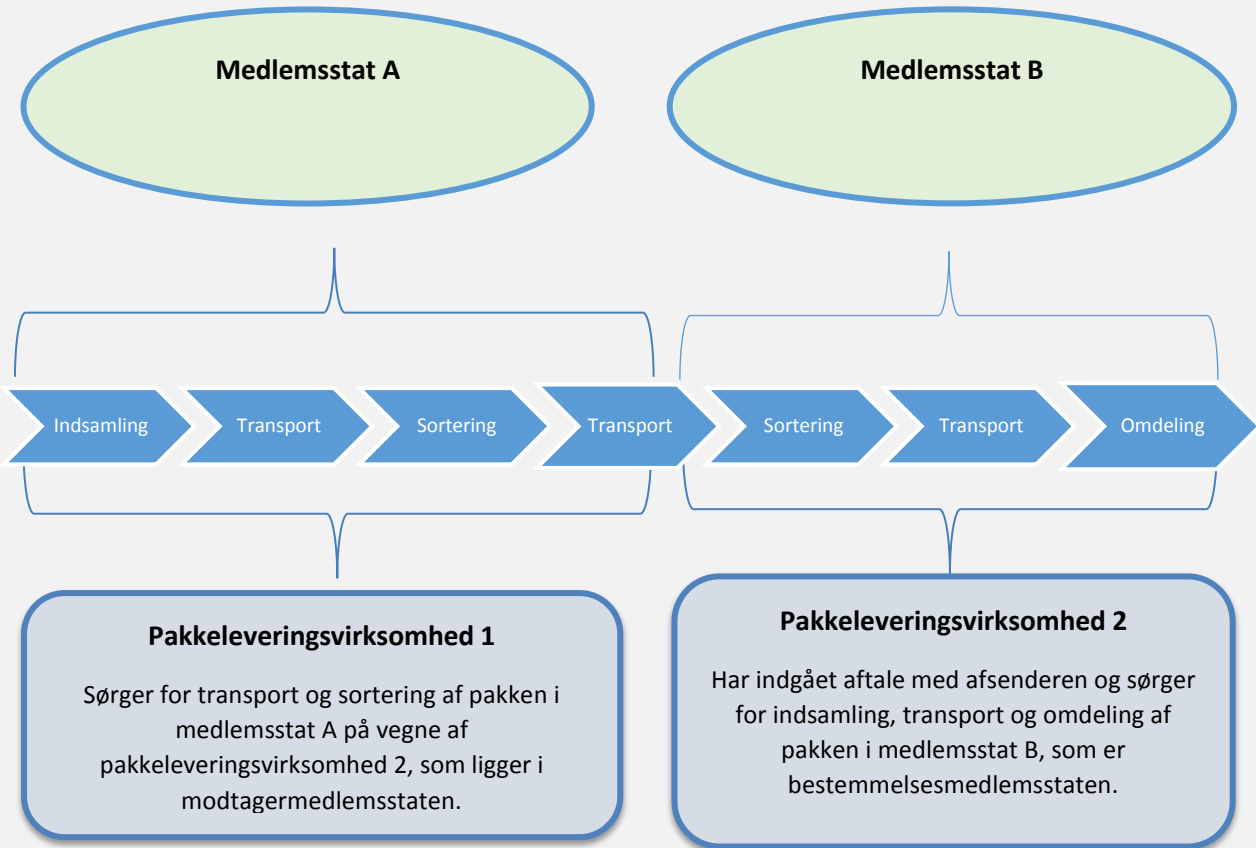 Medlemsstat A
Medlemsstat B
Indsamling
Transport
Sortering
Transport
Sortering
Transport
Omdeling
Pakkeleveringsvirksomhed 1
Sørger for transport og sortering af pakken i
medlemsstat A på vegne af
pakkeleveringsvirksomhed 2, som ligger i
modtagermedlemsstaten.
Pakkeleveringsvirksomhed 2
Har indgået aftale med afsenderen og sørger
for indsamling, transport og omdeling af
pakken i medlemsstat B, som er
bestemmelsesmedlemsstaten.